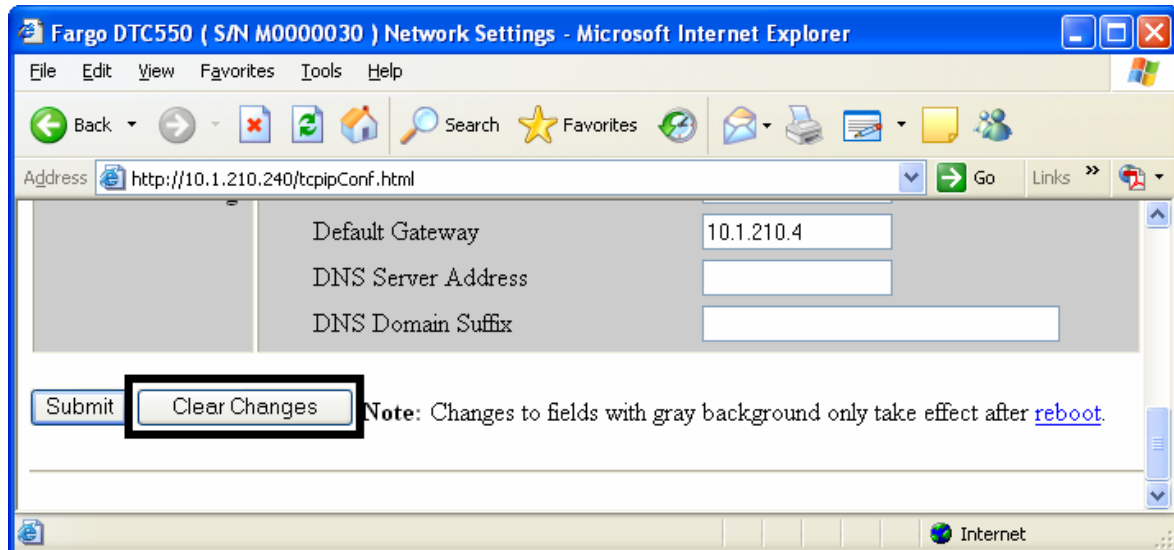 Fargo DTC550 ( S/N M0000030 ) Network Settings - Microsoft Internet Explorer
File Edit View Favorites Tools Help
Back Search Favorites
Address http://10.1.210.240/tcpipConf.html Go Links »
Default Gateway 10.1.210.4
DNS Server Address
DNS Domain Suffix
Submit Clear Changes Note: Changes to fields with gray background only take effect after reboot.
Internet